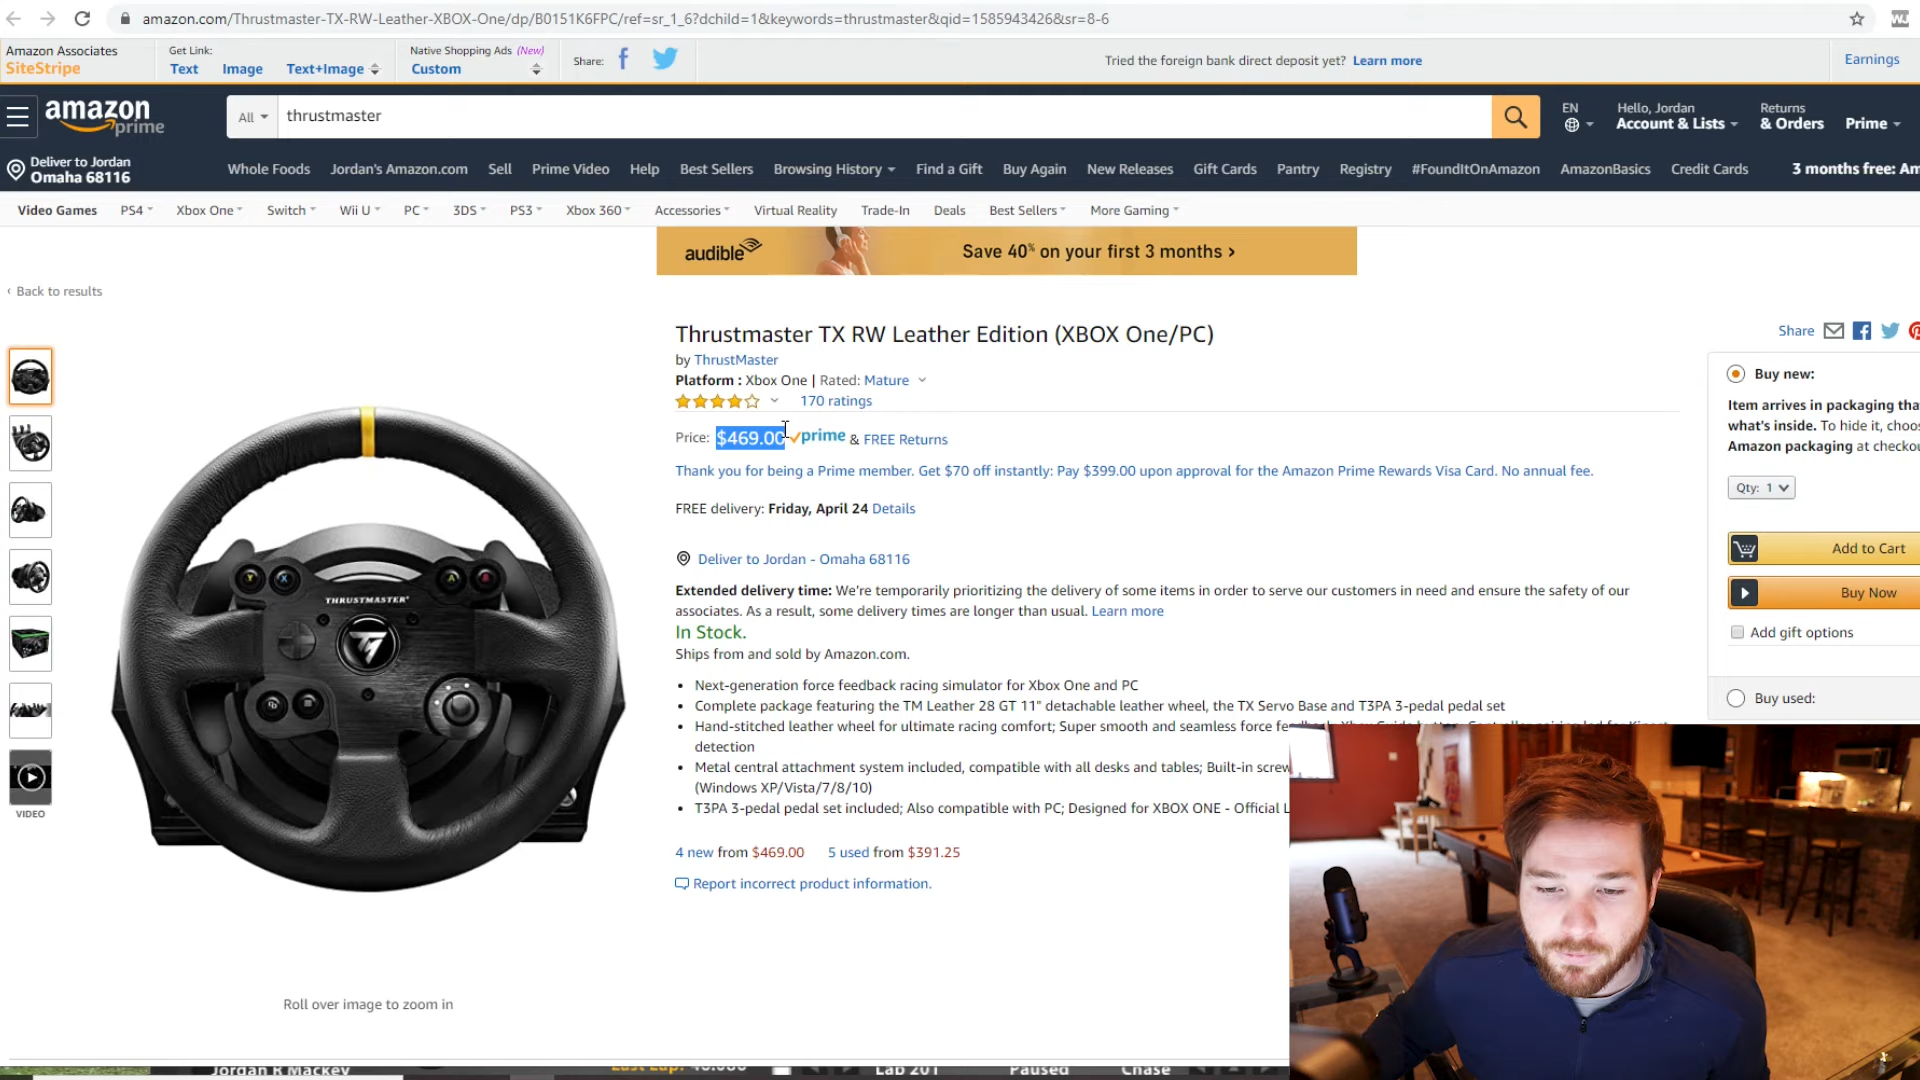 amazon.com/Thrustmaster-TX-RW-Leather-XBOX-One/dp/B0151K6FPC/ref=sr_1_6?dchild=1&keywords=thrustmaster&qid=1585943426&sr=8-6
WJ
Amazon Associates
SiteStripe
Get Link:
Text Image Text+Image
Native Shopping Ads (New)
Custom
Share:
Tried the foreign bank direct deposit yet? Learn more
Earnings
amazon prime
All
thrustmaster
EN
Hello, Jordan
Account & Lists
Returns
& Orders
Prime
Deliver to Jordan
Omaha 68116
Whole Foods Jordan's Amazon.com Sell Prime Video Help Best Sellers Browsing History Find a Gift Buy Again New Releases Gift Cards Pantry Registry #FoundItOnAmazon AmazonBasics Credit Cards 3 months free: Am
Video Games PS4 Xbox One Switch Wii U PC 3DS PS3 Xbox 360 Accessories Virtual Reality Trade-In Deals Best Sellers More Gaming
audible Save 40% on your first 3 months ›
‹ Back to results
Thrustmaster TX RW Leather Edition (XBOX One/PC)
by ThrustMaster
Platform : Xbox One | Rated: Mature
170 ratings
Price: $469.00 prime & FREE Returns
Thank you for being a Prime member. Get $70 off instantly: Pay $399.00 upon approval for the Amazon Prime Rewards Visa Card. No annual fee.
FREE delivery: Friday, April 24 Details
Deliver to Jordan - Omaha 68116
Extended delivery time: We're temporarily prioritizing the delivery of some items in order to serve our customers in need and ensure the safety of our
associates. As a result, some delivery times are longer than usual. Learn more
In Stock.
Ships from and sold by Amazon.com.
• Next-generation force feedback racing simulator for Xbox One and PC
• Complete package featuring the TM Leather 28 GT 11" detachable leather wheel, the TX Servo Base and T3PA 3-pedal pedal set
• Hand-stitched leather wheel for ultimate racing comfort; Super smooth and seamless force
detection
• Metal central attachment system included, compatible with all desks and tables; Built-in screw
(Windows XP/Vista/7/8/10)
• T3PA 3-pedal pedal set included; Also compatible with PC; Designed for XBOX ONE - Official L
4 new from $469.00 5 used from $391.25
Report incorrect product information.
Share
Buy new:
Item arrives in packaging tha
what's inside. To hide it, choos
Amazon packaging at checkou
Qty: 1
Add to Cart
Buy Now
Add gift options
Buy used:
VIDEO
THRUSTMASTER
Y X A B
Roll over image to zoom in
Jordan R Mackey
Last Lap:
Lab 201
Paused
Chase